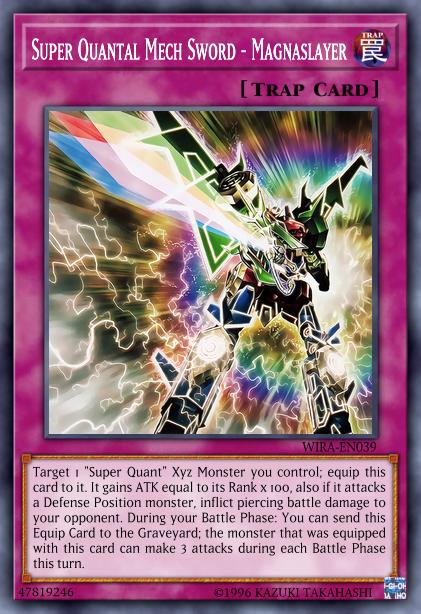 Super Quantal Mech Sword - Magnaslayer
TRAP
罠
[Trap Card]
WIRA-EN039
Target 1 "Super Quant" Xyz Monster you control; equip this
card to it. It gains ATK equal to its Rank x 100, also if it attacks
a Defense Position monster, inflict piercing battle damage to
your opponent. During your Battle Phase: You can send this
Equip Card to the Graveyard; the monster that was equipped
with this card can make 3 attacks during each Battle Phase
this turn.
47819246
©1996 KAZUKI TAKAHASHI